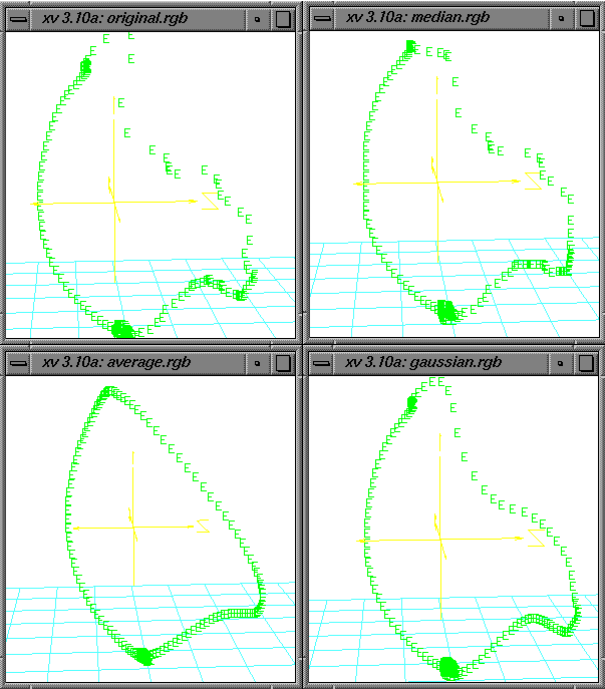 xv 3.10a: original.rgb
xv 3.10a: median.rgb
Z
Z
xv 3.10a: average.rgb
xv 3.10a: gaussian.rgb
Z
Z